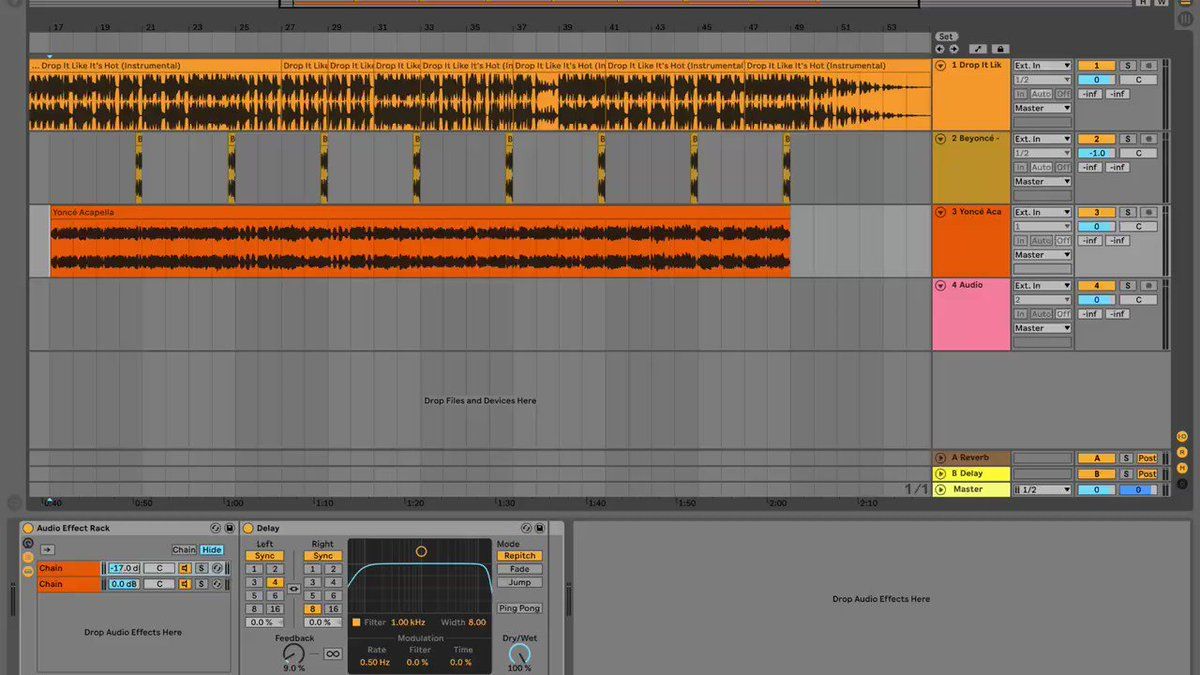 H W
17 19 21 23 25 27 29 31 33 35 37 39 41 43 45 47 49 51 53
Set
... Drop It Like It's Hot (Instrumental) Drop It Like Drop It Like Drop It Like Drop It Like It's Hot (In Drop It Like It's Hot (In Drop It Like It's Hot (Instrumental) Drop It Like It's Hot (Instrumental)
1 Drop It Lik Ext. In 1 S
1/2 0 C
In Auto Off -inf -inf
Master
B B B B B B B B
2 Beyoncé - Ext. In 2 S
1/2 -1.0 C
In Auto Off -inf -inf
Master
Yoncé Acapella
3 Yoncé Aca Ext. In 3 S
1 0 C
In Auto Off -inf -inf
Master
4 Audio Ext. In 4 S
2 0 C
In Auto Off -inf -inf
Master
Drop Files and Devices Here
A Reverb A S Post
B Delay B S Post
1/1 Master 1/2 0 0
0:40 0:50 1:00 1:10 1:20 1:30 1:40 1:50 2:00 2:10
Audio Effect Rack
Chain Hide
Chain -17.0 d C S
Chain 0.0 dB C S
Drop Audio Effects Here
Delay
Left Right
Sync Sync
1 2 1 2
3 4 3 4
5 6 5 6
8 16 8 16
0.0 % 0.0 %
Feedback
9.0 %
Filter 1.00 kHz Width 8.00
Modulation
Rate Filter Time
0.50 Hz 0.0 % 0.0 %
Mode
Repitch
Fade
Jump
Ping Pong
Dry/Wet
100 %
Drop Audio Effects Here